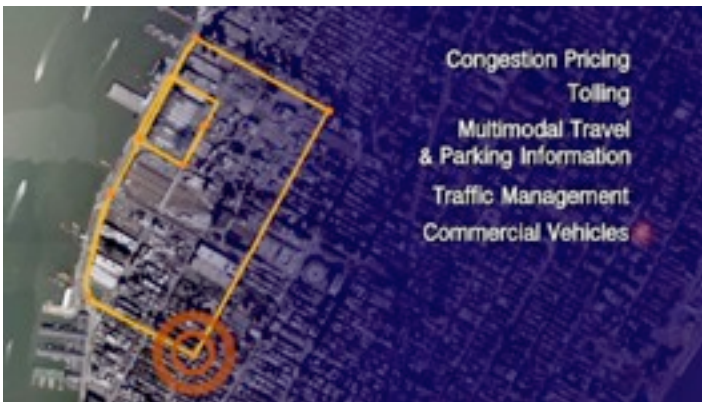 Congestion Pricing
Tolling
Multimodal Travel
& Parking Information
Traffic Management
Commercial Vehicles